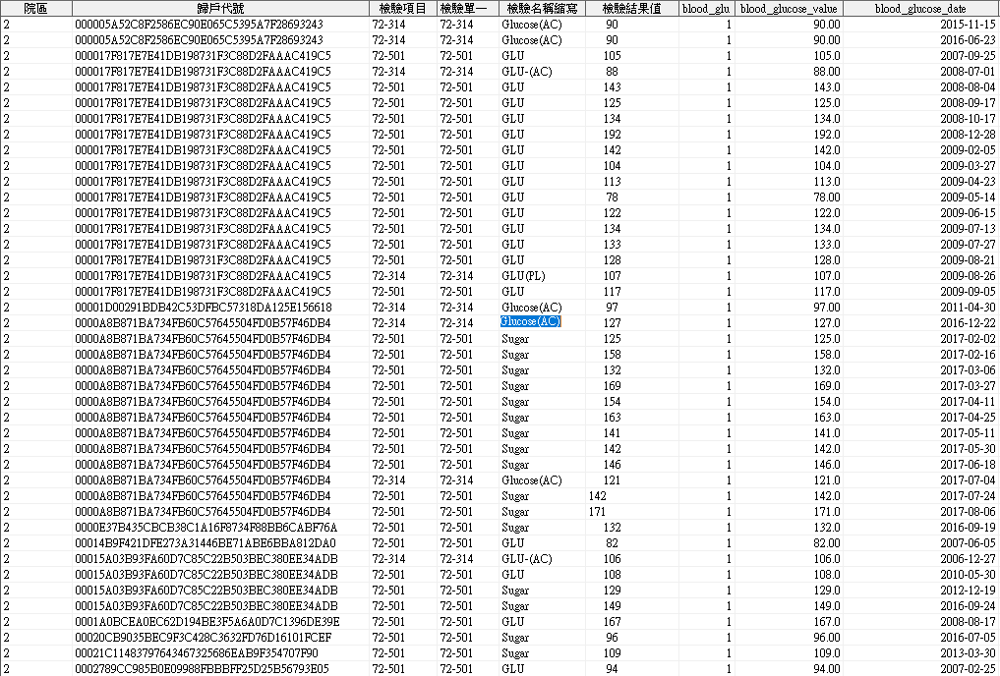 院區 歸戶代號 檢驗項目 檢驗單一 檢驗名稱縮寫 檢驗結果值 blood_glu blood_glucose_value blood_glucose_date
2 000005A52C8F2586EC90E065C5395A7F28693243 72-314 72-314 Glucose(AC) 90 1 90.00 2015-11-15
2 000005A52C8F2586EC90E065C5395A7F28693243 72-314 72-314 Glucose(AC) 90 1 90.00 2016-06-23
2 000017F817E7E41DB198731F3C88D2FAAAC419C5 72-501 72-501 GLU 105 1 105.0 2007-09-25
2 000017F817E7E41DB198731F3C88D2FAAAC419C5 72-314 72-314 GLU-(AC) 88 1 88.00 2008-07-01
2 000017F817E7E41DB198731F3C88D2FAAAC419C5 72-501 72-501 GLU 143 1 143.0 2008-08-04
2 000017F817E7E41DB198731F3C88D2FAAAC419C5 72-501 72-501 GLU 125 1 125.0 2008-09-17
2 000017F817E7E41DB198731F3C88D2FAAAC419C5 72-501 72-501 GLU 134 1 134.0 2008-10-17
2 000017F817E7E41DB198731F3C88D2FAAAC419C5 72-501 72-501 GLU 192 1 192.0 2008-12-28
2 000017F817E7E41DB198731F3C88D2FAAAC419C5 72-501 72-501 GLU 142 1 142.0 2009-02-05
2 000017F817E7E41DB198731F3C88D2FAAAC419C5 72-501 72-501 GLU 104 1 104.0 2009-03-27
2 000017F817E7E41DB198731F3C88D2FAAAC419C5 72-501 72-501 GLU 113 1 113.0 2009-04-23
2 000017F817E7E41DB198731F3C88D2FAAAC419C5 72-501 72-501 GLU 78 1 78.00 2009-05-14
2 000017F817E7E41DB198731F3C88D2FAAAC419C5 72-501 72-501 GLU 122 1 122.0 2009-06-15
2 000017F817E7E41DB198731F3C88D2FAAAC419C5 72-501 72-501 GLU 134 1 134.0 2009-07-13
2 000017F817E7E41DB198731F3C88D2FAAAC419C5 72-501 72-501 GLU 133 1 133.0 2009-07-27
2 000017F817E7E41DB198731F3C88D2FAAAC419C5 72-501 72-501 GLU 128 1 128.0 2009-08-21
2 000017F817E7E41DB198731F3C88D2FAAAC419C5 72-314 72-314 GLU(PL) 107 1 107.0 2009-08-26
2 000017F817E7E41DB198731F3C88D2FAAAC419C5 72-501 72-501 GLU 117 1 117.0 2009-09-05
2 00001D00291BDB42C53DFBC57318DA125E156618 72-314 72-314 Glucose(AC) 97 1 97.00 2011-04-30
2 0000A8B871BA734FB60C57645504FD0B57F46DB4 72-314 72-314 Glucose(AC) 127 1 127.0 2016-12-22
2 0000A8B871BA734FB60C57645504FD0B57F46DB4 72-501 72-501 Sugar 125 1 125.0 2017-02-02
2 0000A8B871BA734FB60C57645504FD0B57F46DB4 72-501 72-501 Sugar 158 1 158.0 2017-02-16
2 0000A8B871BA734FB60C57645504FD0B57F46DB4 72-501 72-501 Sugar 132 1 132.0 2017-03-06
2 0000A8B871BA734FB60C57645504FD0B57F46DB4 72-501 72-501 Sugar 169 1 169.0 2017-03-27
2 0000A8B871BA734FB60C57645504FD0B57F46DB4 72-501 72-501 Sugar 154 1 154.0 2017-04-11
2 0000A8B871BA734FB60C57645504FD0B57F46DB4 72-501 72-501 Sugar 163 1 163.0 2017-04-25
2 0000A8B871BA734FB60C57645504FD0B57F46DB4 72-501 72-501 Sugar 141 1 141.0 2017-05-11
2 0000A8B871BA734FB60C57645504FD0B57F46DB4 72-501 72-501 Sugar 142 1 142.0 2017-05-30
2 0000A8B871BA734FB60C57645504FD0B57F46DB4 72-501 72-501 Sugar 146 1 146.0 2017-06-18
2 0000A8B871BA734FB60C57645504FD0B57F46DB4 72-314 72-314 Glucose(AC) 121 1 121.0 2017-07-04
2 0000A8B871BA734FB60C57645504FD0B57F46DB4 72-501 72-501 Sugar 142 1 142.0 2017-07-24
2 0000A8B871BA734FB60C57645504FD0B57F46DB4 72-501 72-501 Sugar 171 1 171.0 2017-08-06
2 0000E37B435CBCB38C1A16F8734F88BB6CABF76A 72-501 72-501 Sugar 132 1 132.0 2016-09-19
2 00014B9F421DFE273A31446BE71ABE6BBA812DA0 72-501 72-501 GLU 82 1 82.00 2007-06-05
2 00015A03B93FA60D7C85C22B503BEC380EE34ADB 72-314 72-314 GLU-(AC) 106 1 106.0 2006-12-27
2 00015A03B93FA60D7C85C22B503BEC380EE34ADB 72-501 72-501 GLU 108 1 108.0 2010-05-30
2 00015A03B93FA60D7C85C22B503BEC380EE34ADB 72-501 72-501 Sugar 129 1 129.0 2012-12-19
2 00015A03B93FA60D7C85C22B503BEC380EE34ADB 72-501 72-501 Sugar 149 1 149.0 2016-09-24
2 0001A0BCEA0EC62D194BE3F5A6A0D7C1396DE39E 72-501 72-501 GLU 167 1 167.0 2008-08-17
2 00020CB9035BEC9F3C428C3632FD76D16101FCEF 72-501 72-501 Sugar 96 1 96.00 2016-07-05
2 00021C11483797643467325686EAB9F354707F90 72-501 72-501 Sugar 109 1 109.0 2013-03-30
2 0002789CC985B0E09988FBBBFF25D25B56793E05 72-501 72-501 GLU 94 1 94.00 2007-02-25